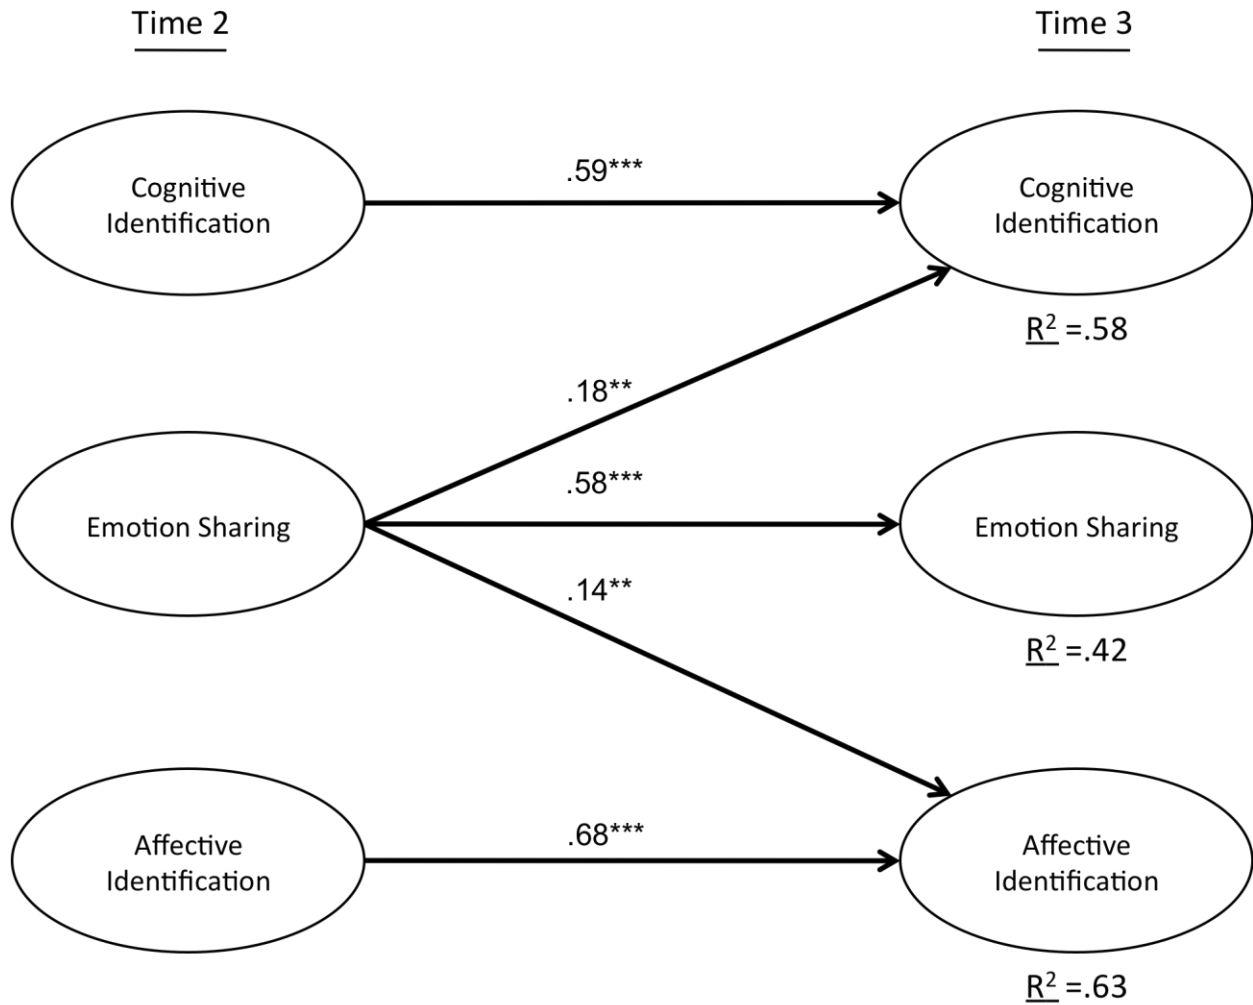 Time 2
Time 3
Cognitive
Identification
.59***
Cognitive
Identification
R² =.58
.18**
Emotion Sharing
.58***
Emotion Sharing
.14**
R² =.42
Affective
Identification
.68***
Affective
Identification
R² =.63